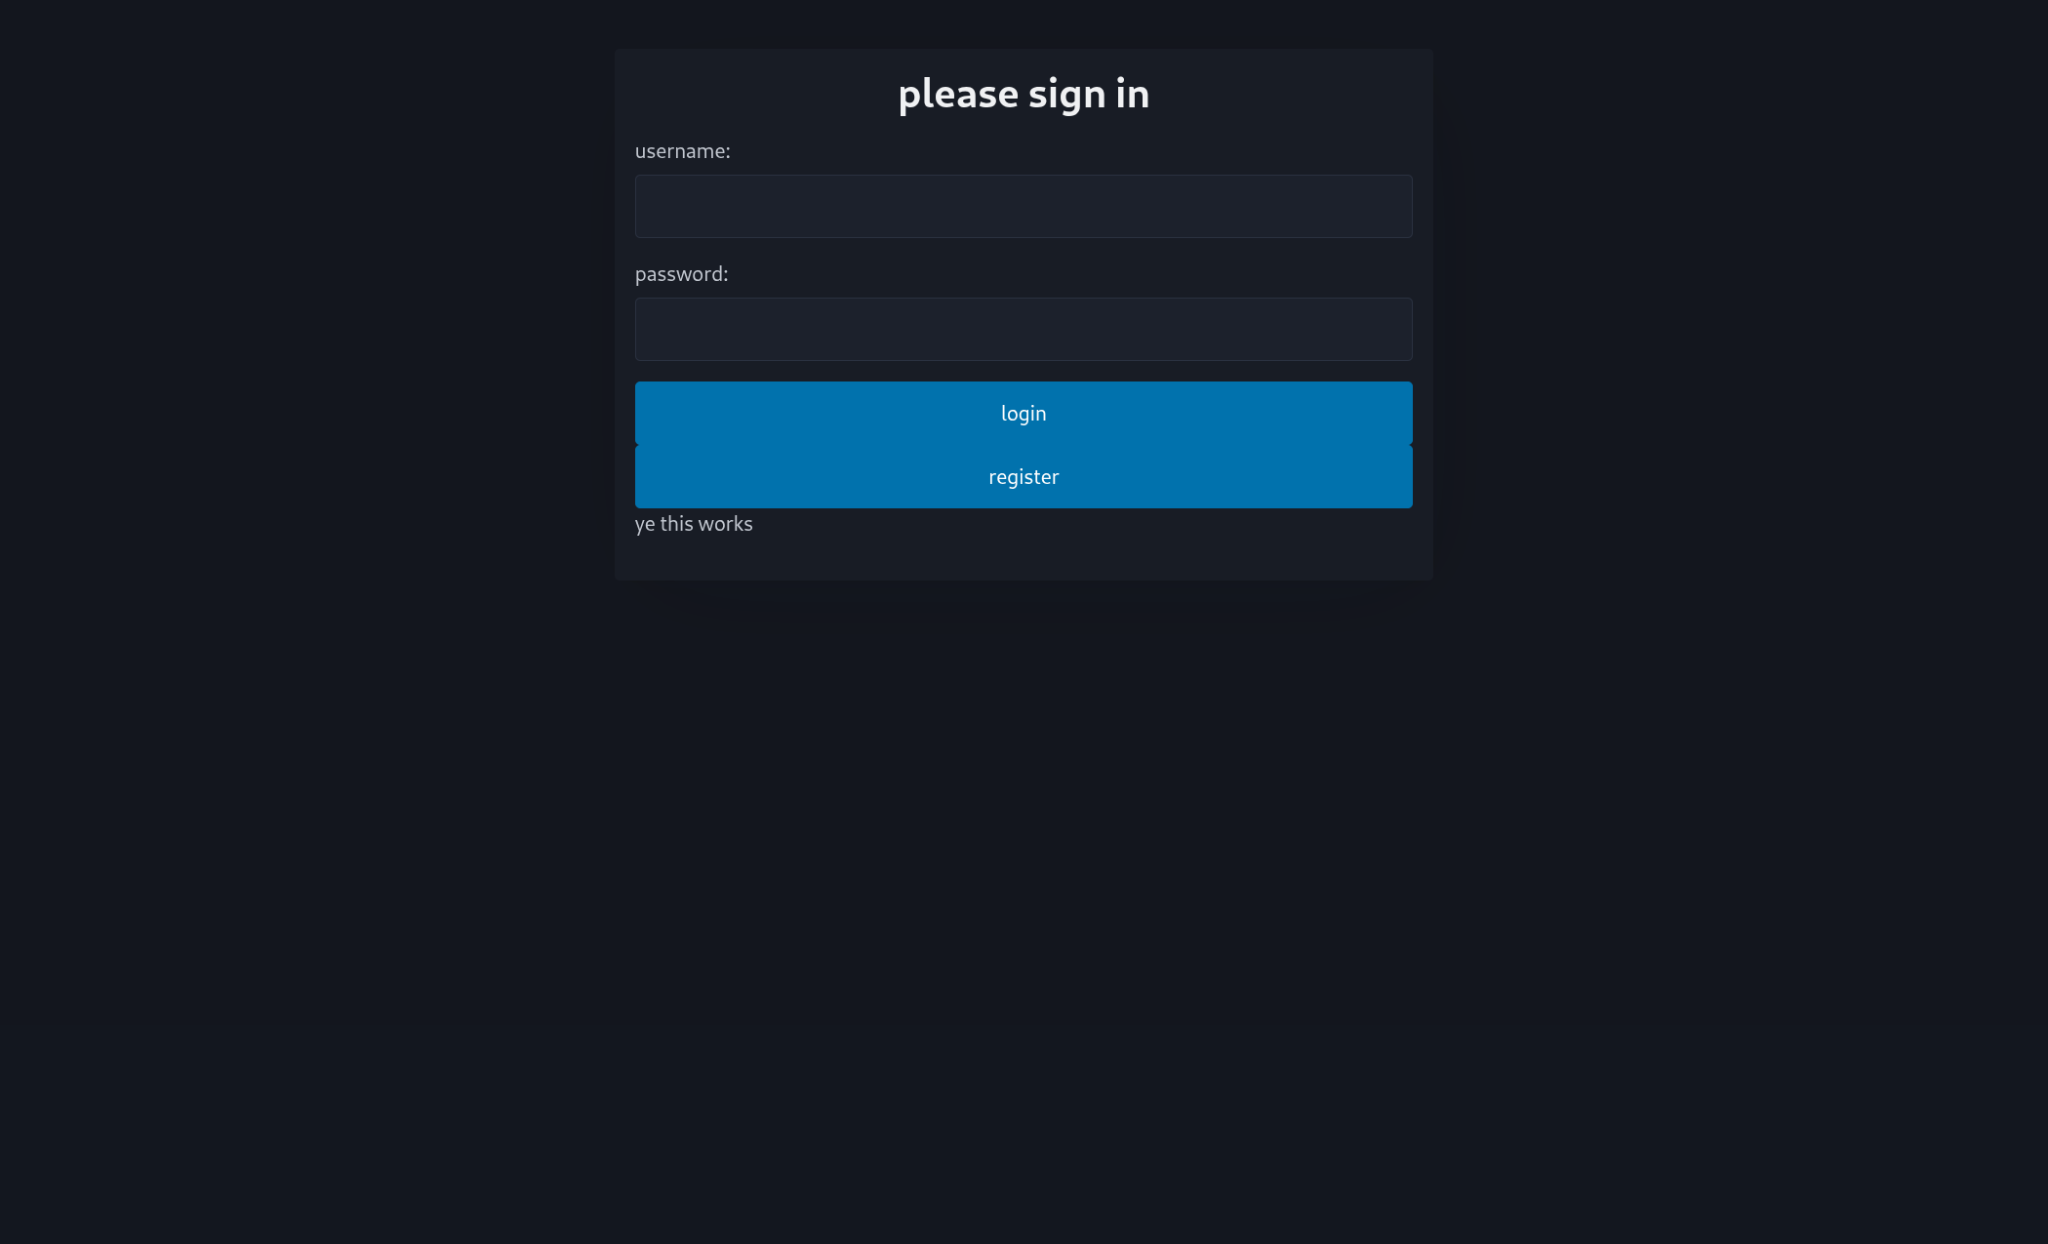 please sign in
username:
password:
login
register
ye this works